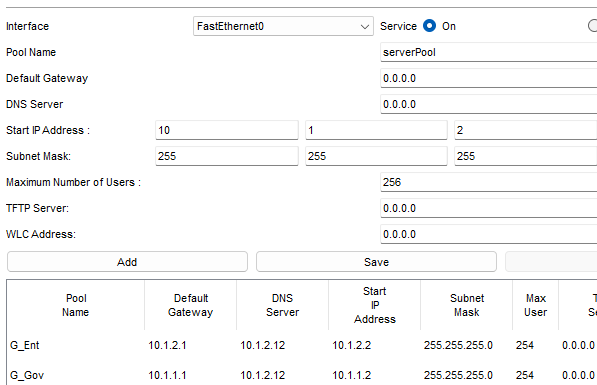 Interface FastEthernet0 Service On
Pool Name serverPool
Default Gateway 0.0.0.0
DNS Server 0.0.0.0
Start IP Address : 10 1 2
Subnet Mask: 255 255 255
Maximum Number of Users : 256
TFTP Server: 0.0.0.0
WLC Address: 0.0.0.0
Add Save
Pool Name Default Gateway DNS Server Start IP Address Subnet Mask Max User
G_Ent 10.1.2.1 10.1.2.12 10.1.2.2 255.255.255.0 254 0.0.0.0
G_Gov 10.1.1.1 10.1.2.12 10.1.1.2 255.255.255.0 254 0.0.0.0